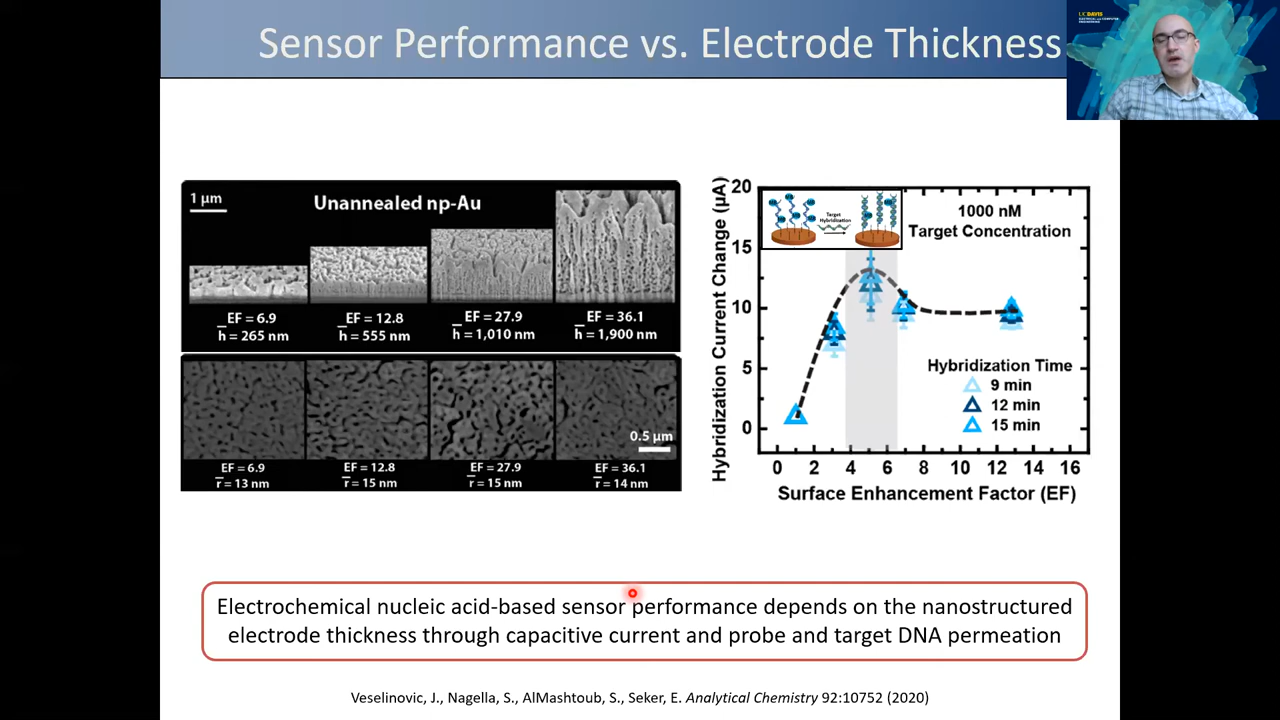 Sensor Performance vs. Electrode Thickness
UCDAVIS
ELECTRICAL AND COMPUTER
ENGINEERING
1 µm
Unannealed np-Au
EF = 6.9
h = 265 nm
EF = 12.8
h = 555 nm
EF = 27.9
h = 1,010 nm
EF = 36.1
h = 1,900 nm
0.5 µm
EF = 6.9
r = 13 nm
EF = 12.8
r = 15 nm
EF = 27.9
r = 15 nm
EF = 36.1
r = 14 nm
Hybridization Current Change (µA)
20
15
10
5
0
Target
Hybridization
1000 nM
Target Concentration
Hybridization Time
9 min
12 min
15 min
0 2 4 6 8 10 12 14 16
Surface Enhancement Factor (EF)
Electrochemical nucleic acid-based sensor performance depends on the nanostructured
electrode thickness through capacitive current and probe and target DNA permeation
Veselinovic, J., Nagella, S., AlMashtoub, S., Seker, E. Analytical Chemistry 92:10752 (2020)